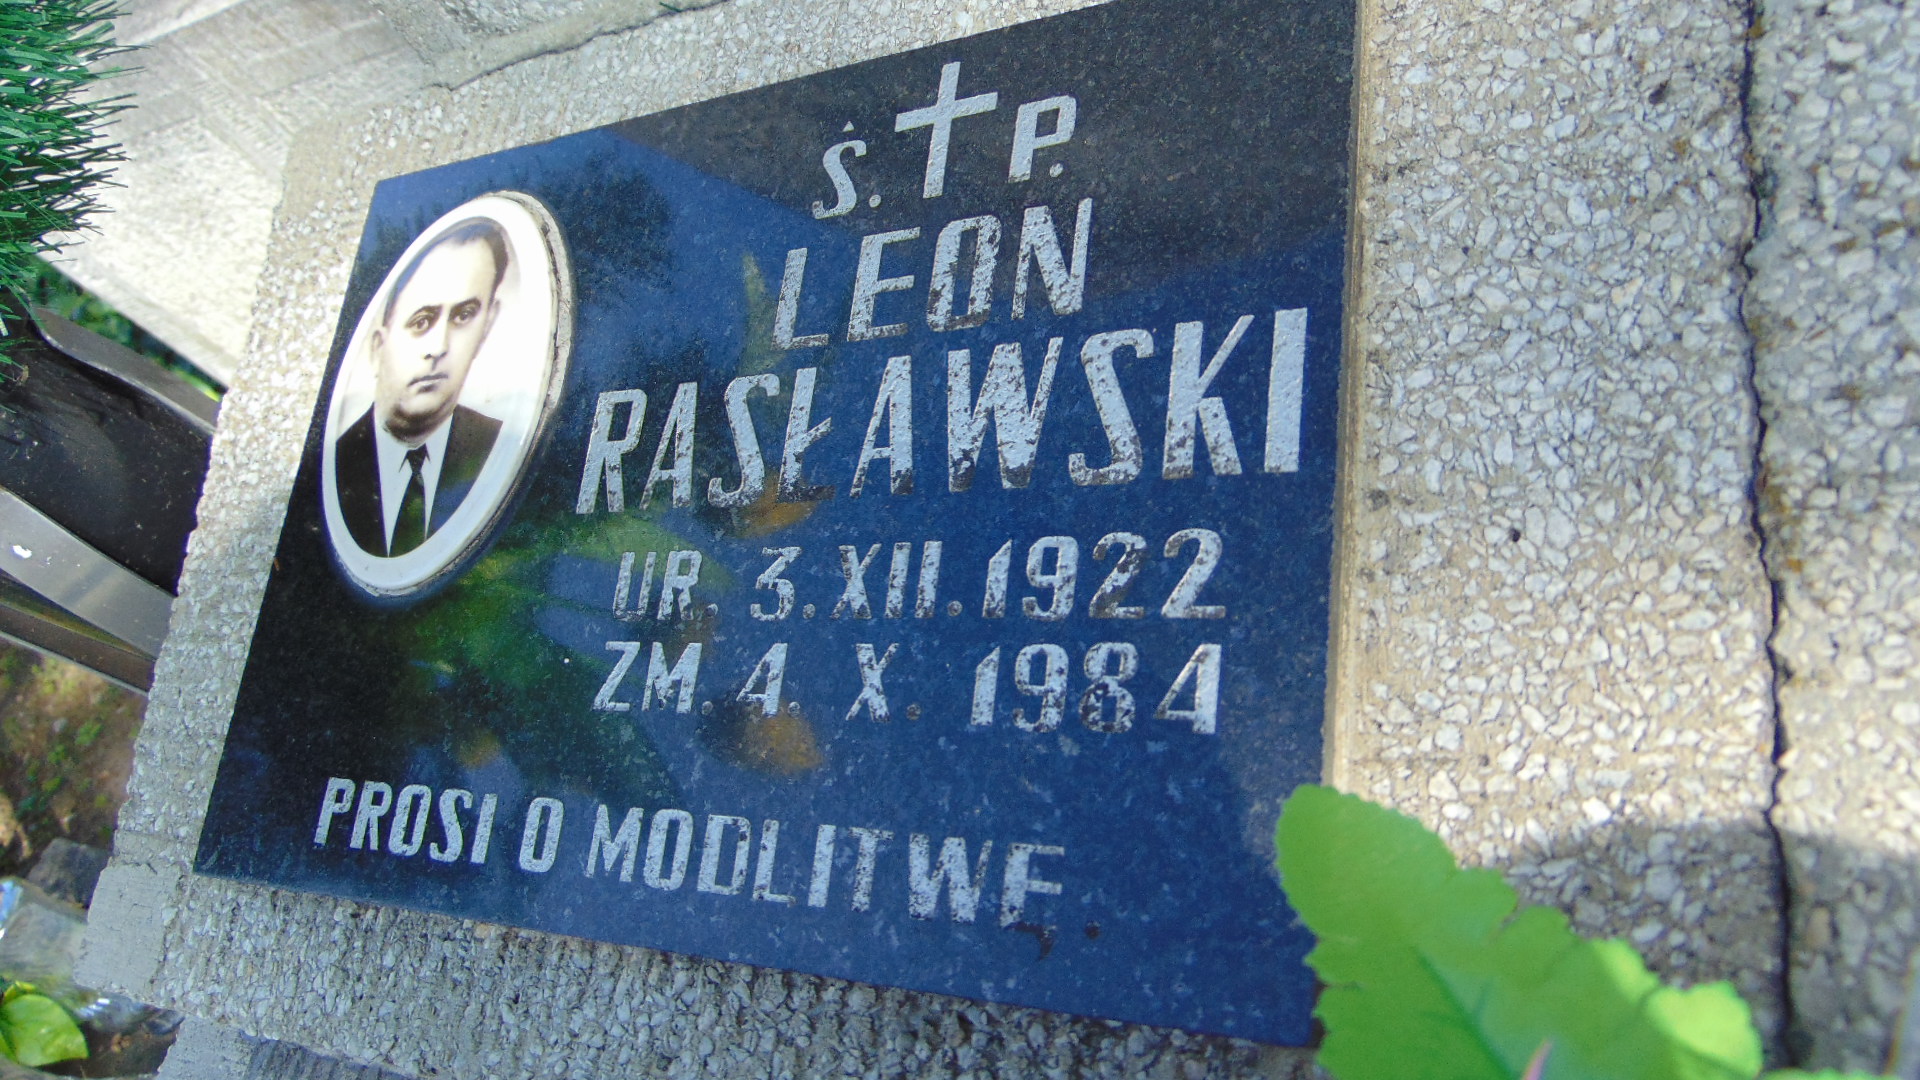 Ś. P.
LEON
RASŁAWSKI
UR. 3. XII. 1922
ZM. 4. X. 1984
PROSI O MODLITWĘ.